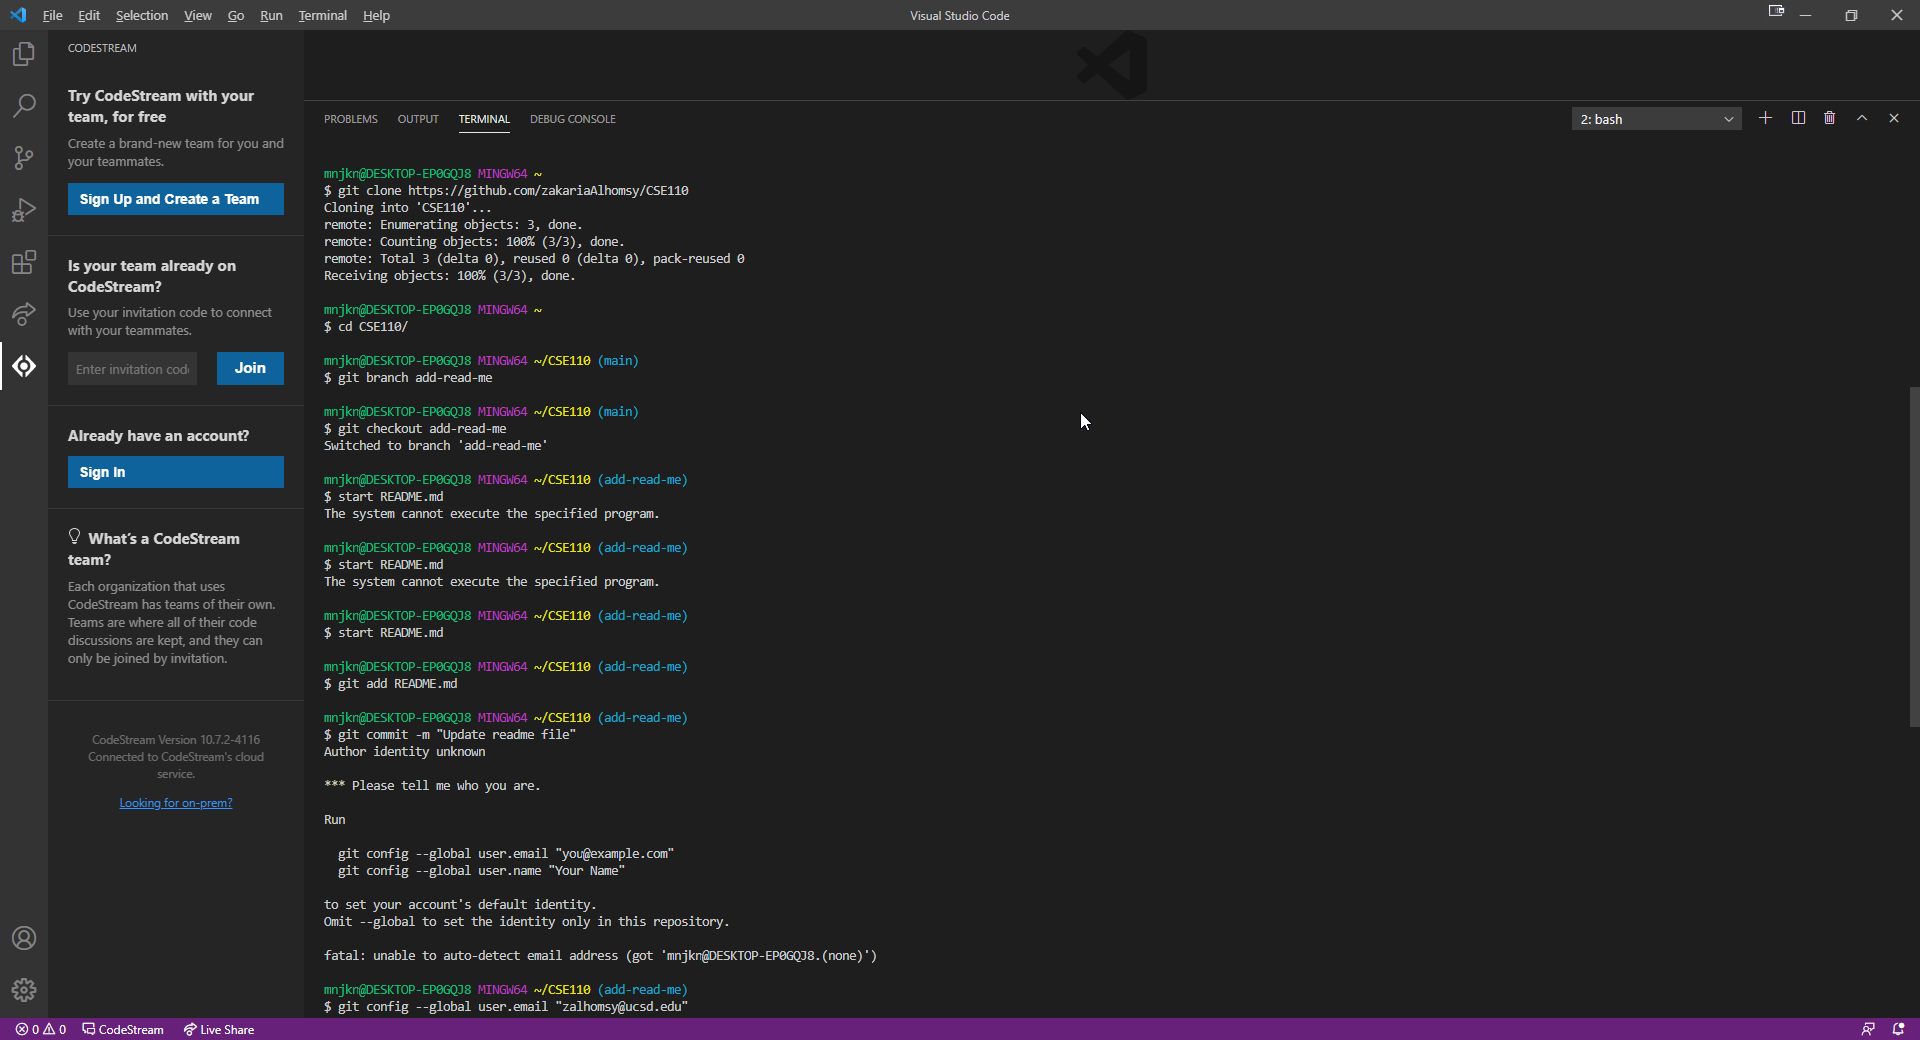 File Edit Selection View Go Run Terminal Help
Visual Studio Code
CODESTREAM
Try CodeStream with your
team, for free
Create a brand-new team for you and
your teammates.
Sign Up and Create a Team
Is your team already on
CodeStream?
Use your invitation code to connect
with your teammates.
Enter invitation code
Join
Already have an account?
Sign In
What's a CodeStream
team?
Each organization that uses
CodeStream has teams of their own.
Teams are where all of their code
discussions are kept, and they can
only be joined by invitation.
CodeStream Version 10.7.2-4116
Connected to CodeStream's cloud
service.
Looking for on-prem?
PROBLEMS OUTPUT TERMINAL DEBUG CONSOLE
2: bash
mnjkn@DESKTOP-EP0GQJ8 MINGW64 ~
$ git clone https://github.com/zakariaAlhomsy/CSE110
Cloning into 'CSE110'...
remote: Enumerating objects: 3, done.
remote: Counting objects: 100% (3/3), done.
remote: Total 3 (delta 0), reused 0 (delta 0), pack-reused 0
Receiving objects: 100% (3/3), done.
mnjkn@DESKTOP-EP0GQJ8 MINGW64 ~
$ cd CSE110/
mnjkn@DESKTOP-EP0GQJ8 MINGW64 ~/CSE110 (main)
$ git branch add-read-me
mnjkn@DESKTOP-EP0GQJ8 MINGW64 ~/CSE110 (main)
$ git checkout add-read-me
Switched to branch 'add-read-me'
mnjkn@DESKTOP-EP0GQJ8 MINGW64 ~/CSE110 (add-read-me)
$ start README.md
The system cannot execute the specified program.
mnjkn@DESKTOP-EP0GQJ8 MINGW64 ~/CSE110 (add-read-me)
$ start README.md
The system cannot execute the specified program.
mnjkn@DESKTOP-EP0GQJ8 MINGW64 ~/CSE110 (add-read-me)
$ start README.md
mnjkn@DESKTOP-EP0GQJ8 MINGW64 ~/CSE110 (add-read-me)
$ git add README.md
mnjkn@DESKTOP-EP0GQJ8 MINGW64 ~/CSE110 (add-read-me)
$ git commit -m "Update readme file"
Author identity unknown
*** Please tell me who you are.
Run
git config --global user.email "you@example.com"
git config --global user.name "Your Name"
to set your account's default identity.
Omit --global to set the identity only in this repository.
fatal: unable to auto-detect email address (got 'mnjkn@DESKTOP-EP0GQJ8.(none)')
mnjkn@DESKTOP-EP0GQJ8 MINGW64 ~/CSE110 (add-read-me)
$ git config --global user.email "zalhomsy@ucsd.edu"
0 0 CodeStream Live Share